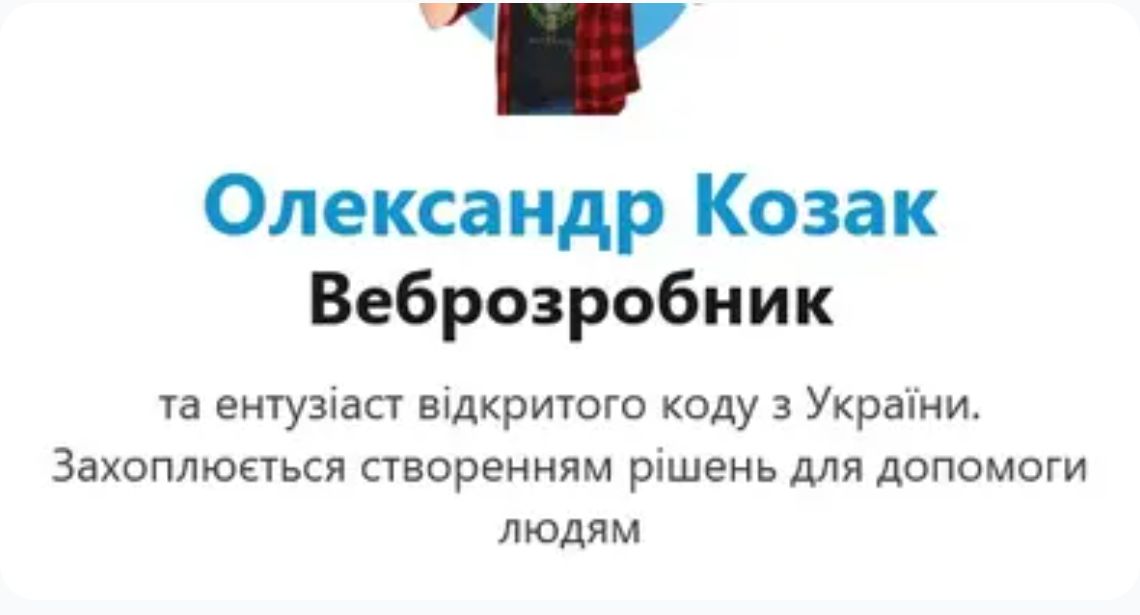 Олександр Козак
Веброзробник
та ентузіаст відкритого коду з України.
Захоплюється створенням рішень для допомоги
людям